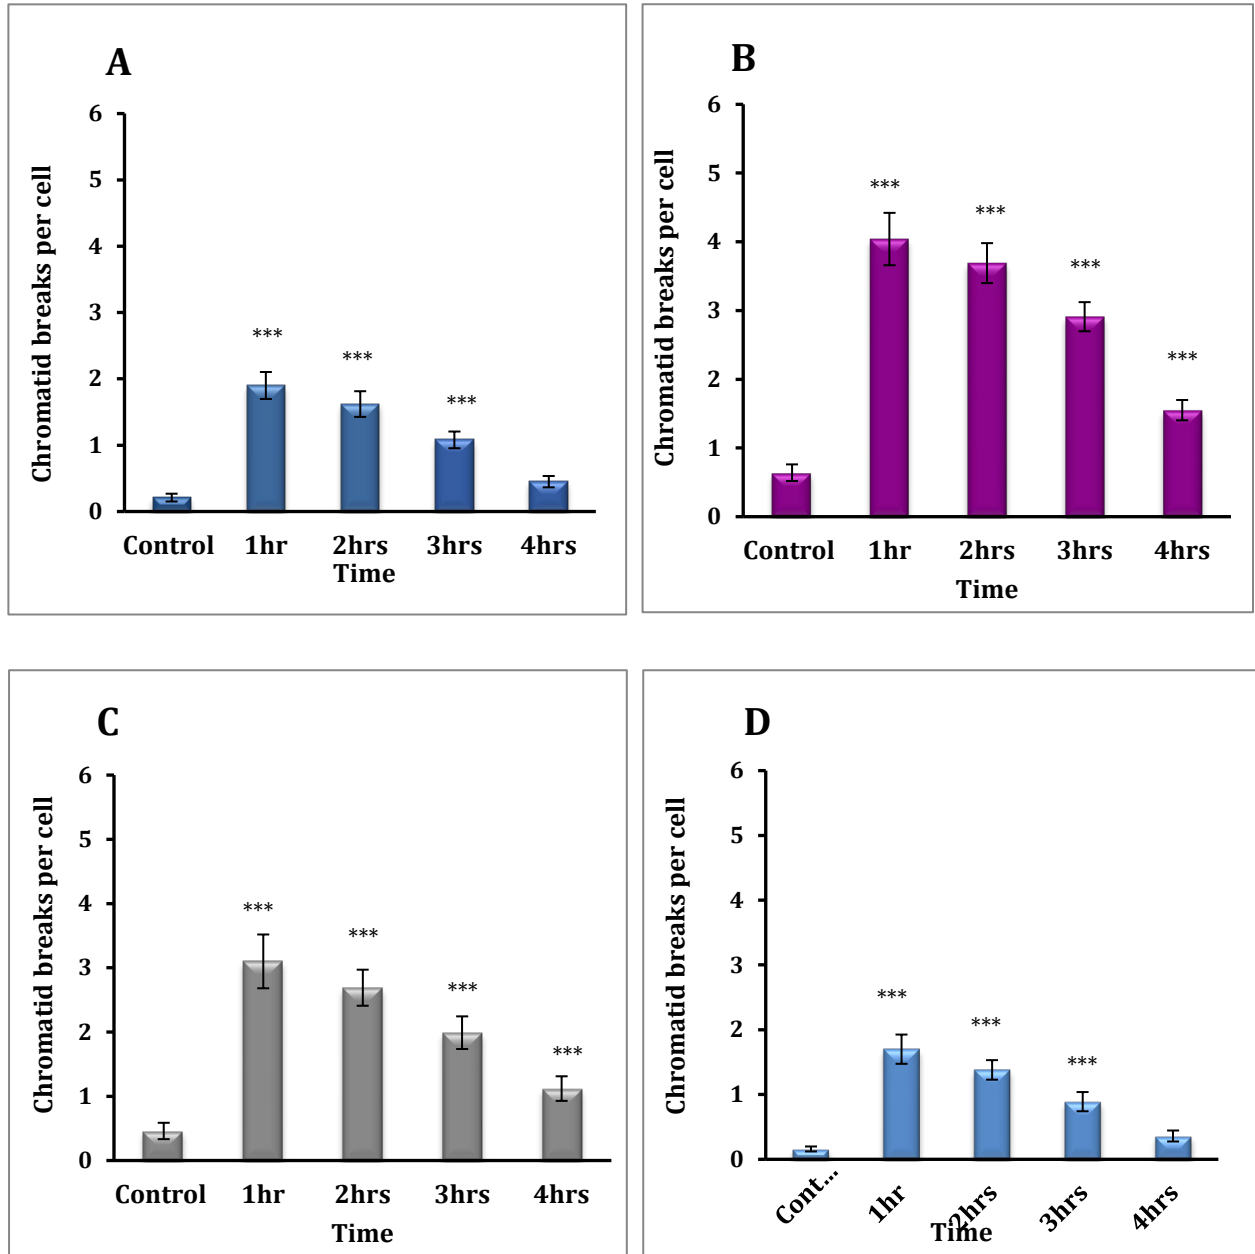 A
Chromatid breaks per cell
6
5
4
3
2
1
0
***
***
***
Control 1hr 2hrs 3hrs 4hrs
Time
B
Chromatid breaks per cell
6
5
4
3
2
1
0
***
***
***
***
Control 1hr 2hrs 3hrs 4hrs
Time
C
Chromatid breaks per cell
6
5
4
3
2
1
0
***
***
***
***
Control 1hr 2hrs 3hrs 4hrs
Time
D
Chromatid breaks per cell
6
5
4
3
2
1
0
***
***
***
Cont... 1hr 2hrs 3hrs 4hrs
Time